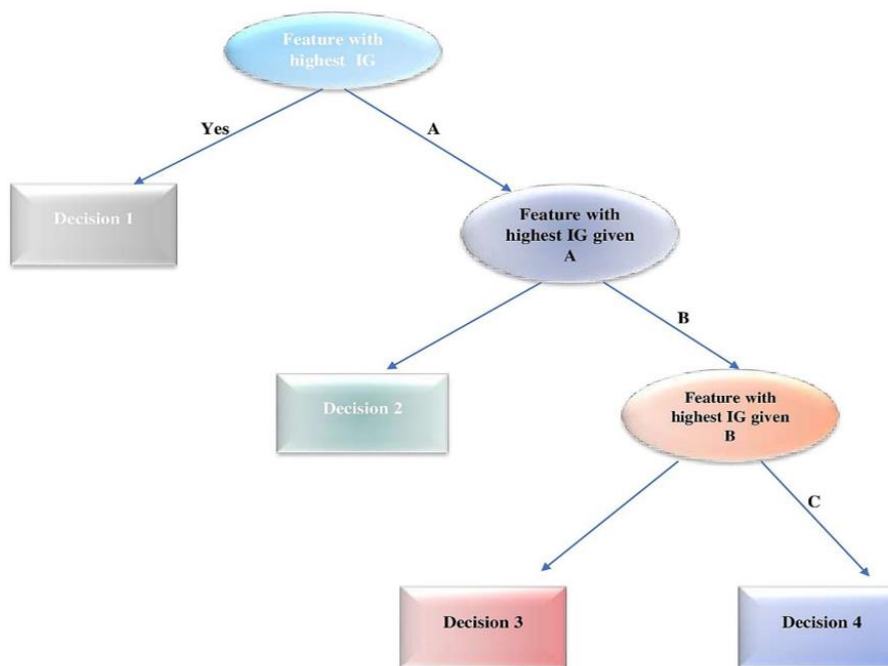 Feature with
highest IG
Yes
A
Decision 1
Feature with
highest IG given
A
B
Decision 2
Feature with
highest IG given
B
C
Decision 3
Decision 4